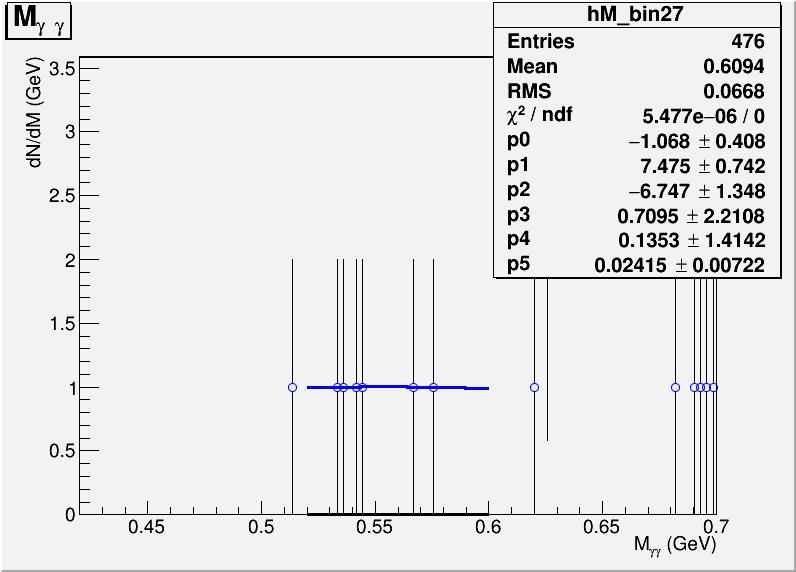 Mγ γ
hM_bin27
Entries 476
Mean 0.6094
RMS 0.0668
χ² / ndf 5.477e−06 / 0
p0 −1.068 ± 0.408
p1 7.475 ± 0.742
p2 −6.747 ± 1.348
p3 0.7095 ± 2.2108
p4 0.1353 ± 1.4142
p5 0.02415 ± 0.00722
dN/dM (GeV)
3.5
3
2.5
2
1.5
1
0.5
0
0.45 0.5 0.55 0.6 0.65 0.7
Mγγ (GeV)